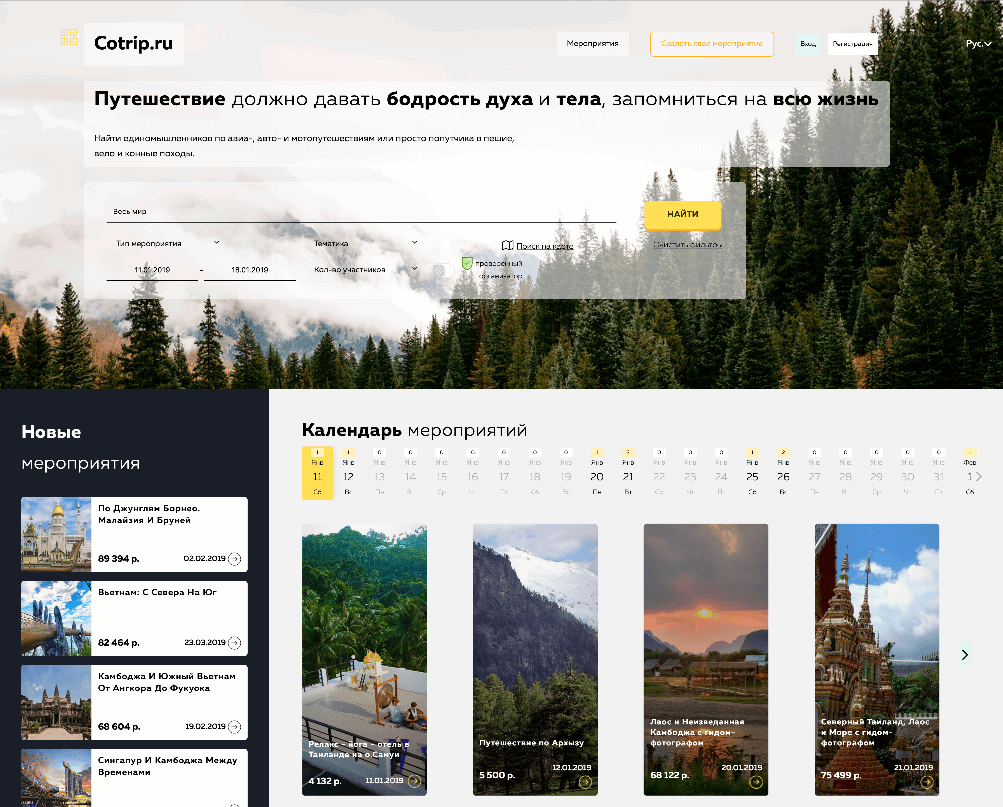 Cotrip.ru
Мероприятия
Создать свое мероприятие
Вход
Регистрация
Рус.
Путешествие должно давать бодрость духа и тела, запомниться на всю жизнь
Найти единомышленников по авиа-, авто- и мотопутешествиям или просто попутчика в пешие,
вело и конные походы.
Весь мир
НАЙТИ
Тип мероприятия
Тематика
Поиск на карте
Очистить фильтры
11.01.2019 - 18.01.2019
Кол-во участников
проверенный
организатор
Новые
мероприятия
По Джунглям Борнео.
Малайзия И Бруней
89 394 р. 02.02.2019
Вьетнам: С Севера На Юг
82 464 р. 23.03.2019
Камбоджа И Южный Вьетнам
От Ангкора До Фукуока
68 604 р. 19.02.2019
Сингапур И Камбоджа Между
Временами
Календарь мероприятий
1 1 0 0 0 0 0 0 0 1 2 0 0 0 1 2 0 0 0 0 0 1
Янв Янв Янв Янв Янв Янв Янв Янв Янв Янв Янв Янв Янв Янв Янв Янв Янв Янв Янв Янв Янв Фев
11 12 13 14 15 16 17 18 19 20 21 22 23 24 25 26 27 28 29 30 31 1
Сб Вс Пн Вт Ср Чт Пт Сб Вс Пн Вт Ср Чт Пт Сб Вс Пн Вт Ср Чт Пт Сб
Релакс - йога - отель в
Таиланде на о.Самуи
4 132 р. 11.01.2019
Путешествие по Архызу
12.01.2019
5 500 р.
Лаос и Неизведанная
Камбоджа с гидом-
фотографом
20.01.2019
68 122 р.
Северный Таиланд, Лаос
и Море с гидом-
фотографом
21.01.2019
75 499 р.